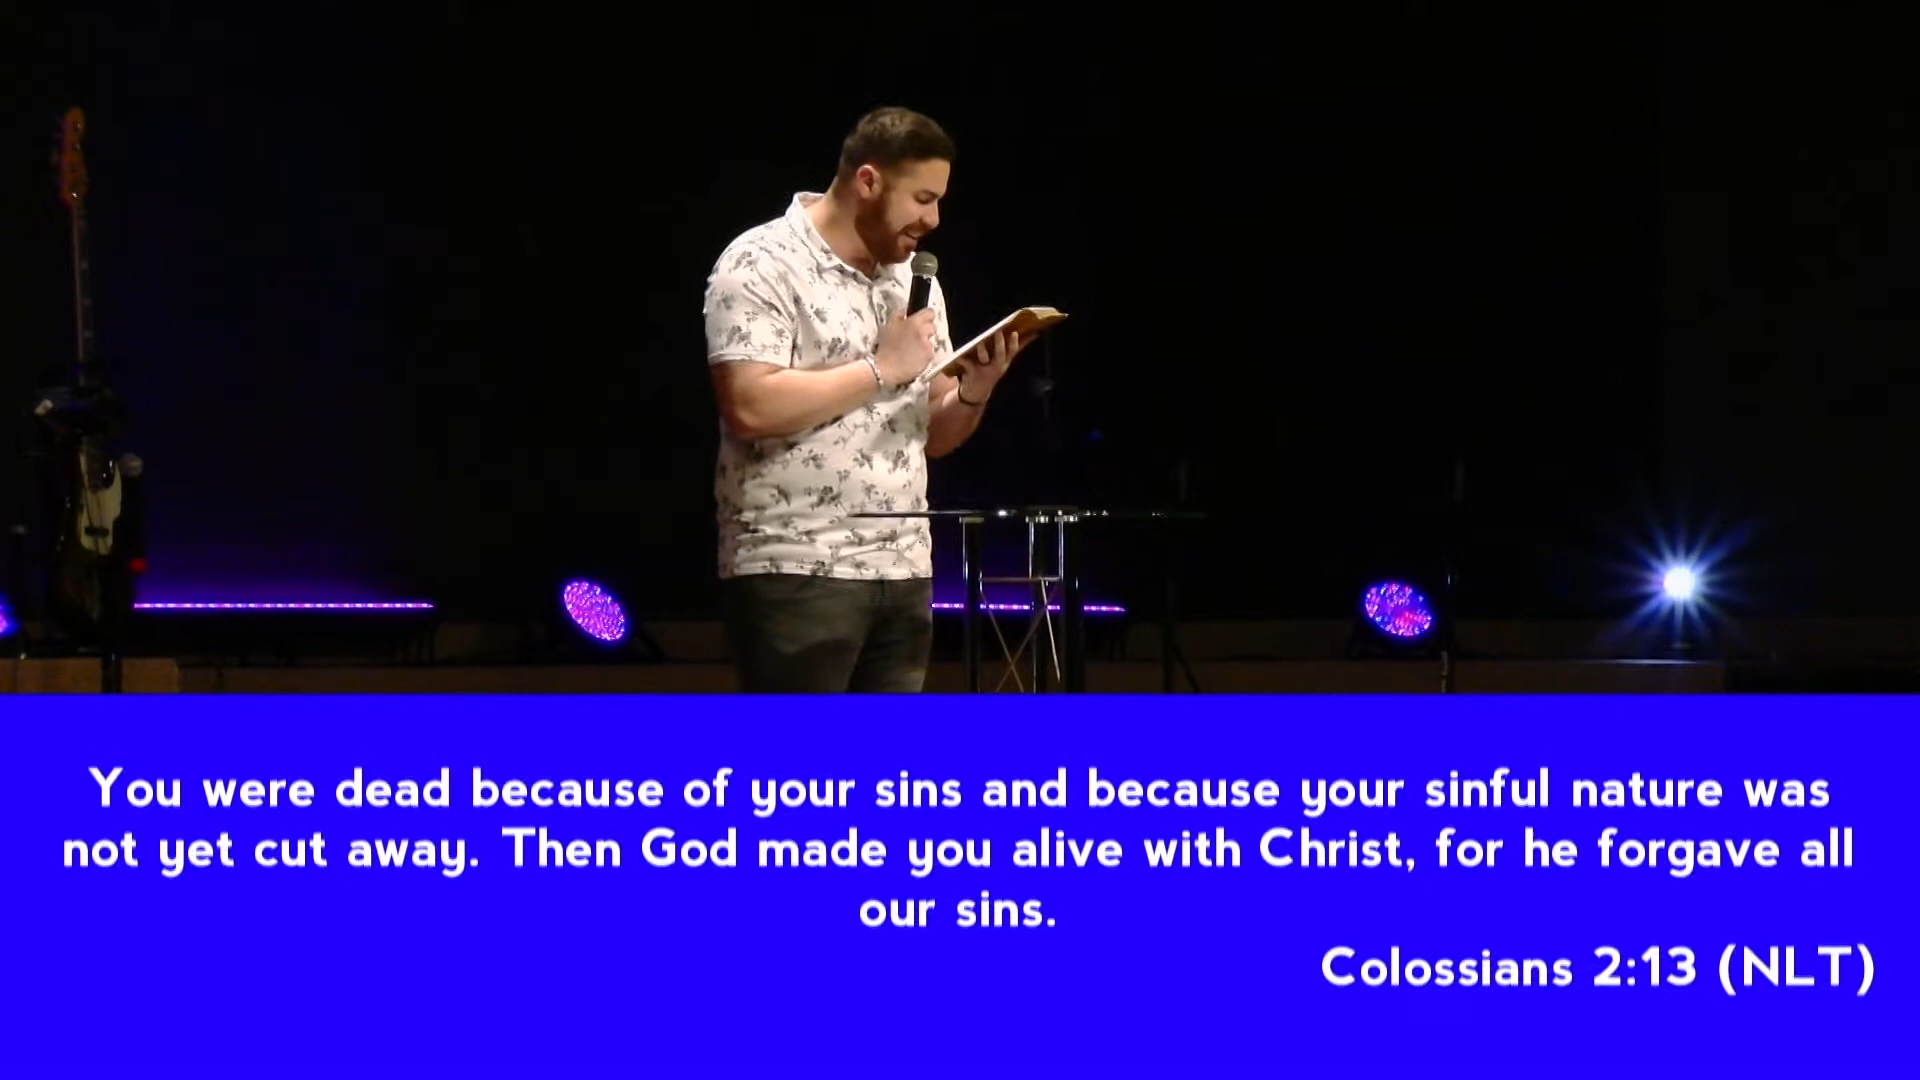 You were dead because of your sins and because your sinful nature was
not yet cut away. Then God made you alive with Christ, for he forgave all
our sins.
Colossians 2:13 (NLT)